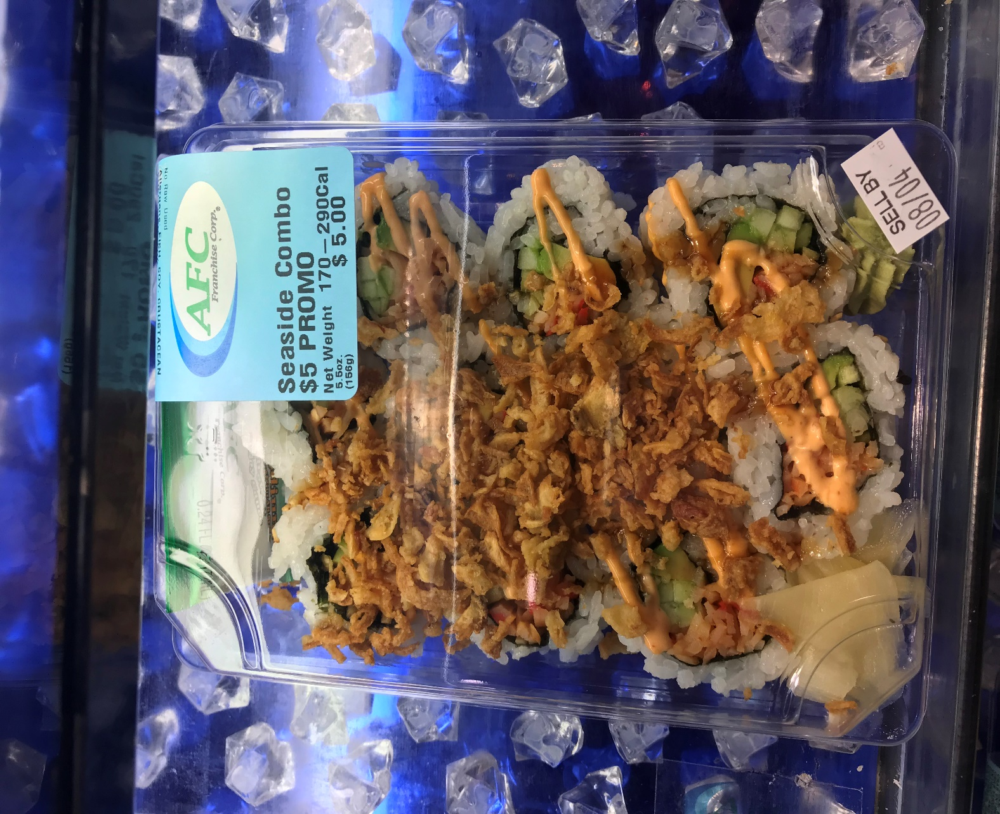 No Raw Used
FISH, SOY, CRUSTACEAN
AFC
Franchise Corp.®
Seaside Combo
$5 PROMO
Net Weight 170-290Cal
5.5oz. $ 5.00
(156g)
SELL BY
08/04